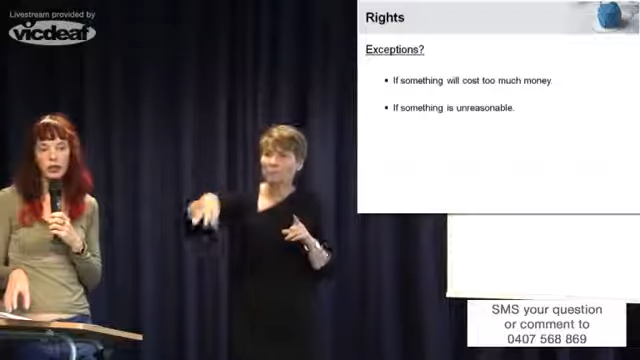 Livestream provided by
vicdeaf
Rights
Exceptions?
• If something will cost too much money.
• If something is unreasonable.
SMS your question
or comment to
0407 568 869